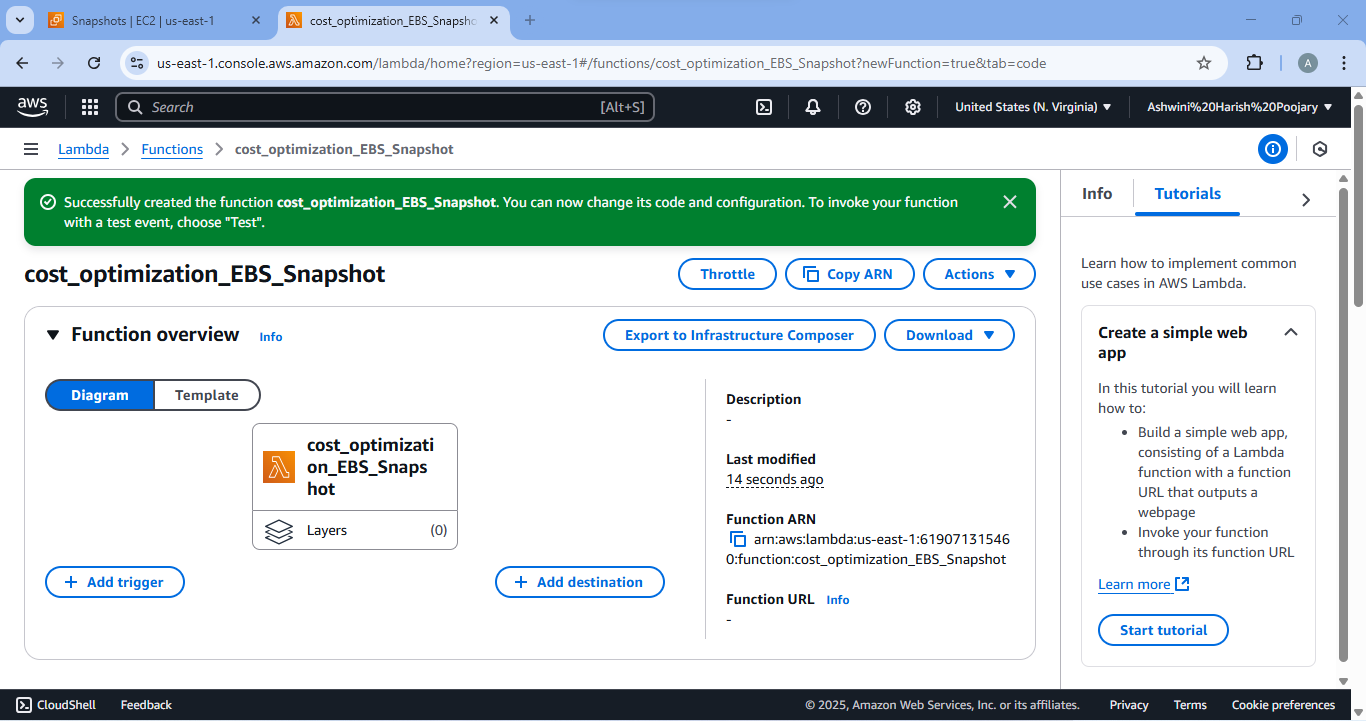 Snapshots | EC2 | us-east-1
cost_optimization_EBS_Snapsho
us-east-1.console.aws.amazon.com/lambda/home?region=us-east-1#/functions/cost_optimization_EBS_Snapshot?newFunction=true&tab=code
A
aws
Search
[Alt+S]
United States (N. Virginia)
Ashwini%20Harish%20Poojary
Lambda
Functions
cost_optimization_EBS_Snapshot
Successfully created the function cost_optimization_EBS_Snapshot. You can now change its code and configuration. To invoke your function
with a test event, choose "Test".
cost_optimization_EBS_Snapshot
Throttle
Copy ARN
Actions
Function overview
Info
Export to Infrastructure Composer
Download
Diagram
Template
cost_optimizati
on_EBS_Snaps
hot
Layers
(0)
Add trigger
Add destination
Description
-
Last modified
14 seconds ago
Function ARN
arn:aws:lambda:us-east-1:61907131546
0:function:cost_optimization_EBS_Snapshot
Function URL
Info
-
Info
Tutorials
Learn how to implement common
use cases in AWS Lambda.
Create a simple web
app
In this tutorial you will learn
how to:
• Build a simple web app,
consisting of a Lambda
function with a function
URL that outputs a
webpage
• Invoke your function
through its function URL
Learn more
Start tutorial
CloudShell
Feedback
© 2025, Amazon Web Services, Inc. or its affiliates.
Privacy
Terms
Cookie preferences